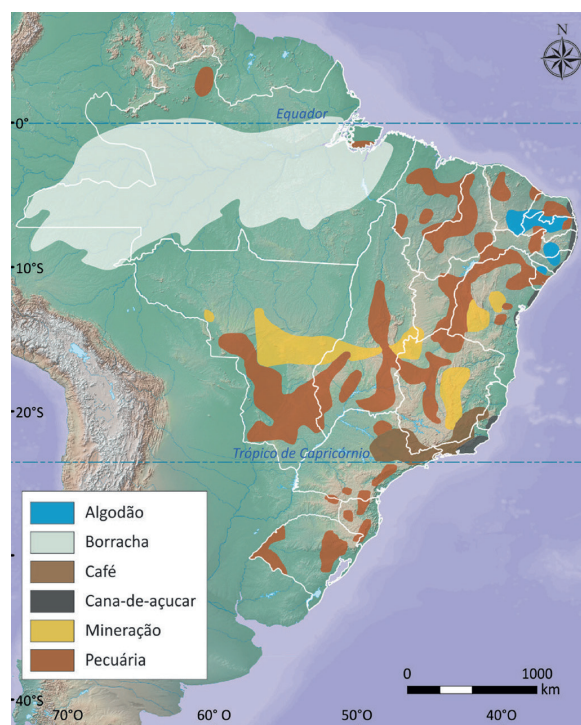 N
Equador
0°
10°S
20°S
Trópico de Capricórnio
Algodão
Borracha
Café
Cana-de-açucar
Mineração
Pecuária
0 1000
km
40°S
70°O 60° O 50°O 40°O